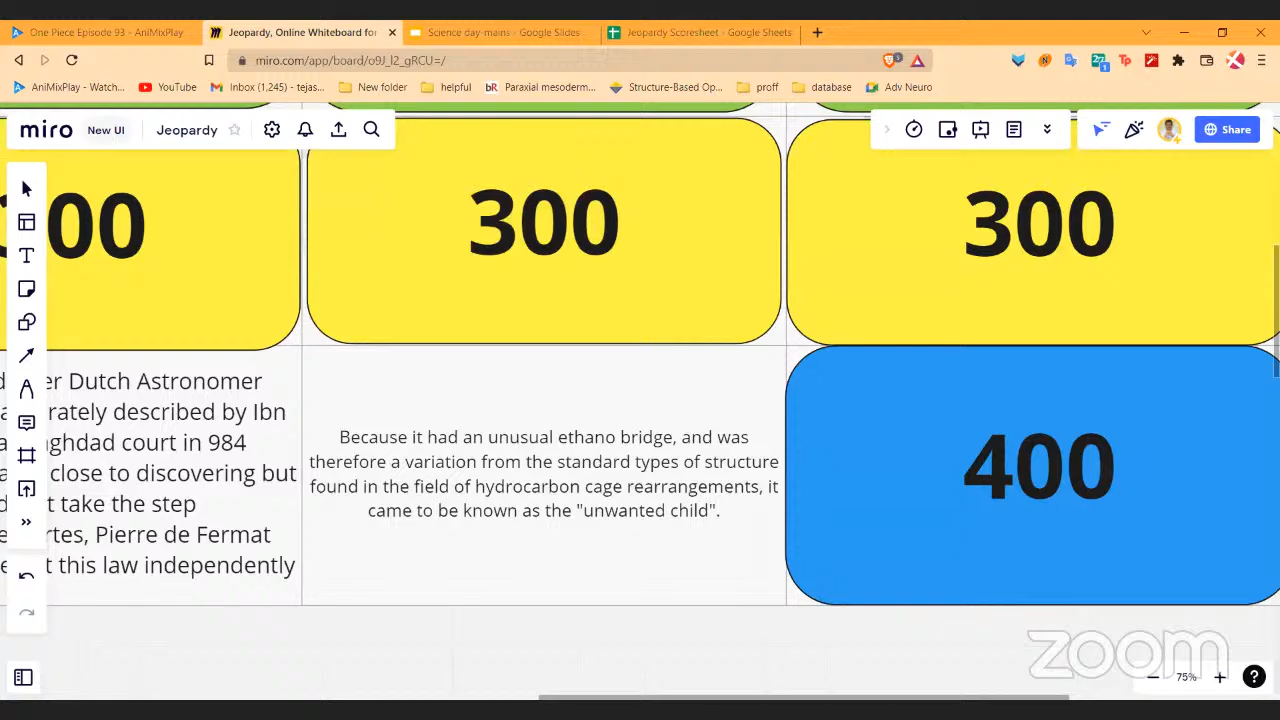 One Piece Episode 93 - AniMixPlay
Jeopardy, Online Whiteboard for
Science day-mains - Google Slides
Jeopardy Scoresheet - Google Sheets
miro.com/app/board/o9J_l2_gRCU=/
AniMixPlay - Watch...
YouTube
Inbox (1,245) - tejas...
New folder
helpful
bR
Paraxial mesoderm...
Structure-Based Op...
proff
database
Adv Neuro
miro
New UI
Jeopardy
Share
00
300
300
er Dutch Astronomer
rately described by Ibn
aghdad court in 984
close to discovering but
t take the step
rtes, Pierre de Fermat
t this law independently
Because it had an unusual ethano bridge, and was
therefore a variation from the standard types of structure
found in the field of hydrocarbon cage rearrangements, it
came to be known as the "unwanted child".
400
zoom
75%